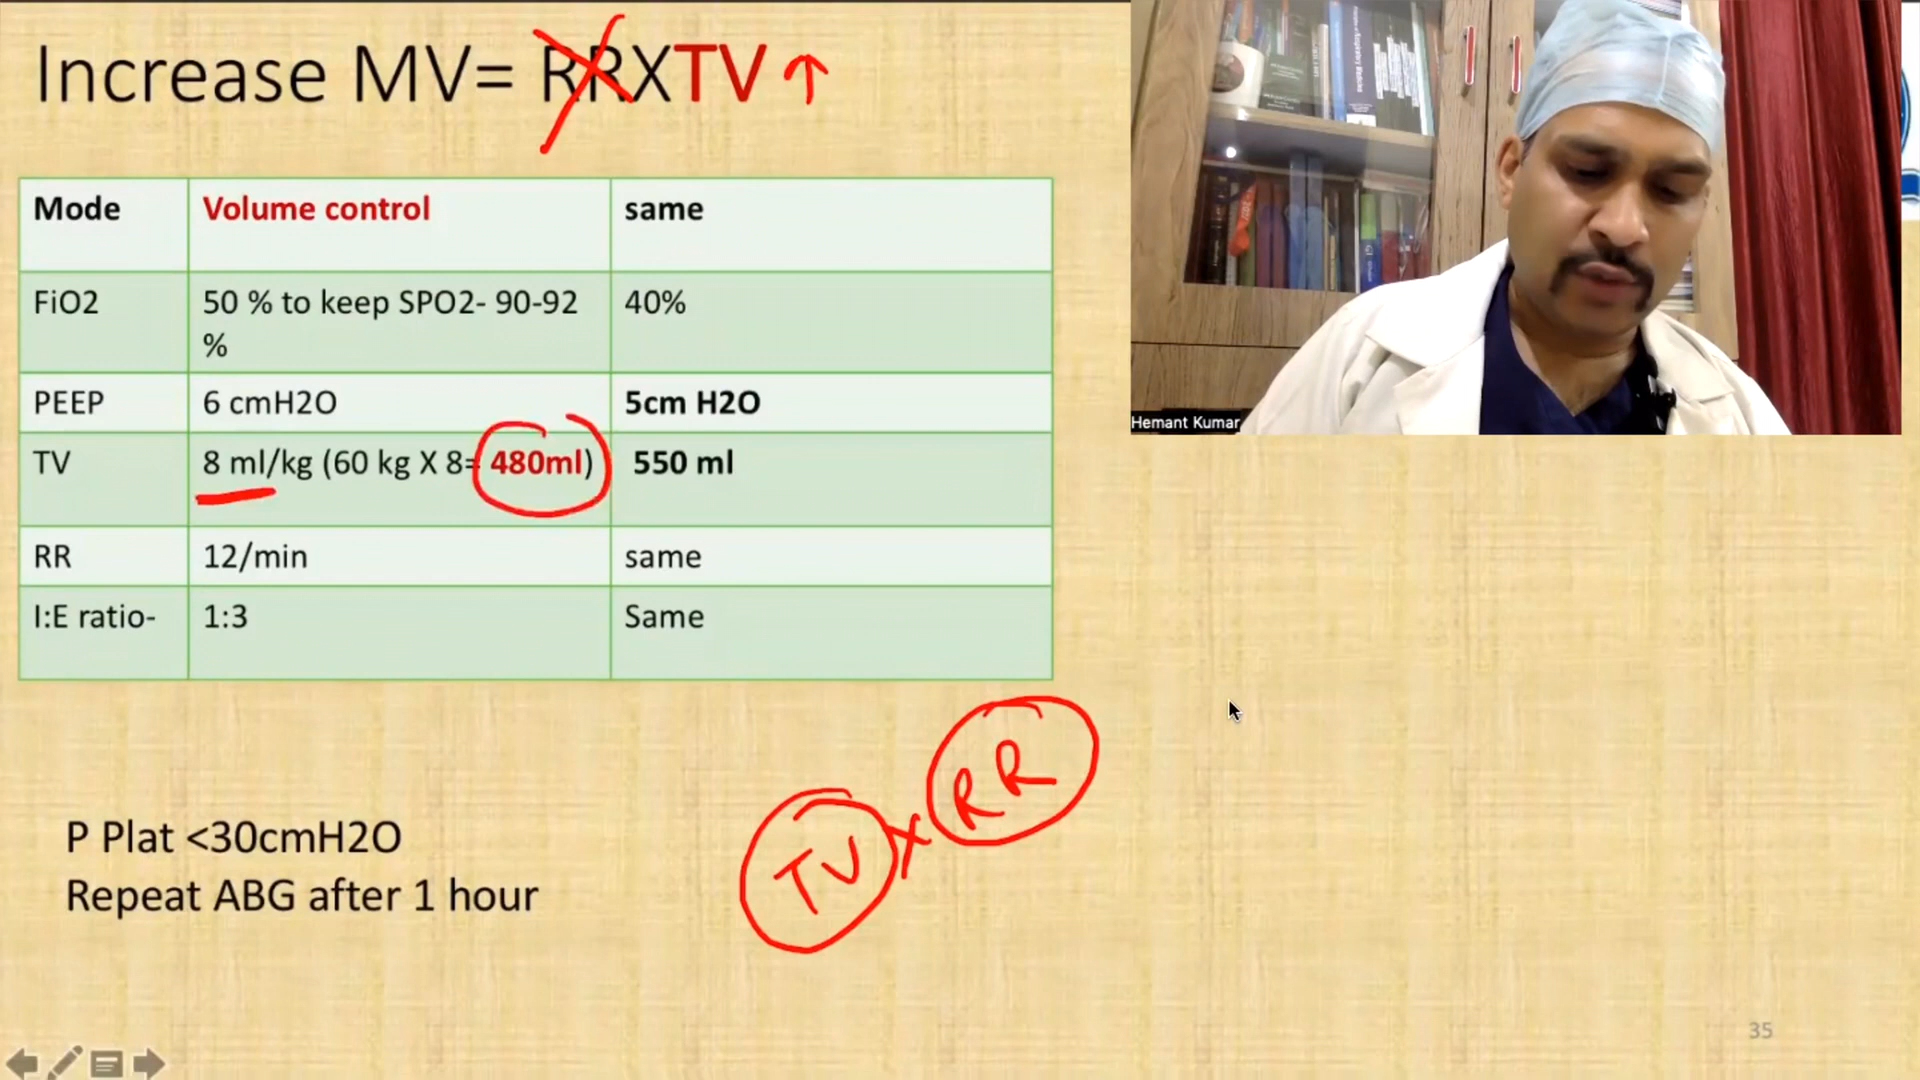 Increase MV= RRXTV ↑
Mode Volume control same
FiO2 50 % to keep SPO2- 90-92 40%
%
PEEP 6 cmH2O 5cm H2O
TV 8 ml/kg (60 kg X 8= 480ml) 550 ml
RR 12/min same
I:E ratio- 1:3 Same
P Plat <30cmH2O
Repeat ABG after 1 hour
TV X RR
Hemant Kumar
35